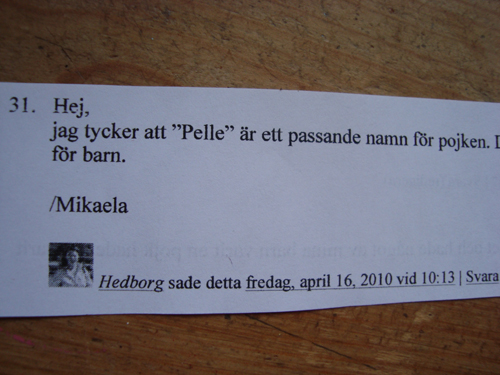 31. Hej,
jag tycker att ”Pelle” är ett passande namn för pojken.
för barn.
/Mikaela
Hedborg sade detta fredag, april 16, 2010 vid 10:13 | Svara